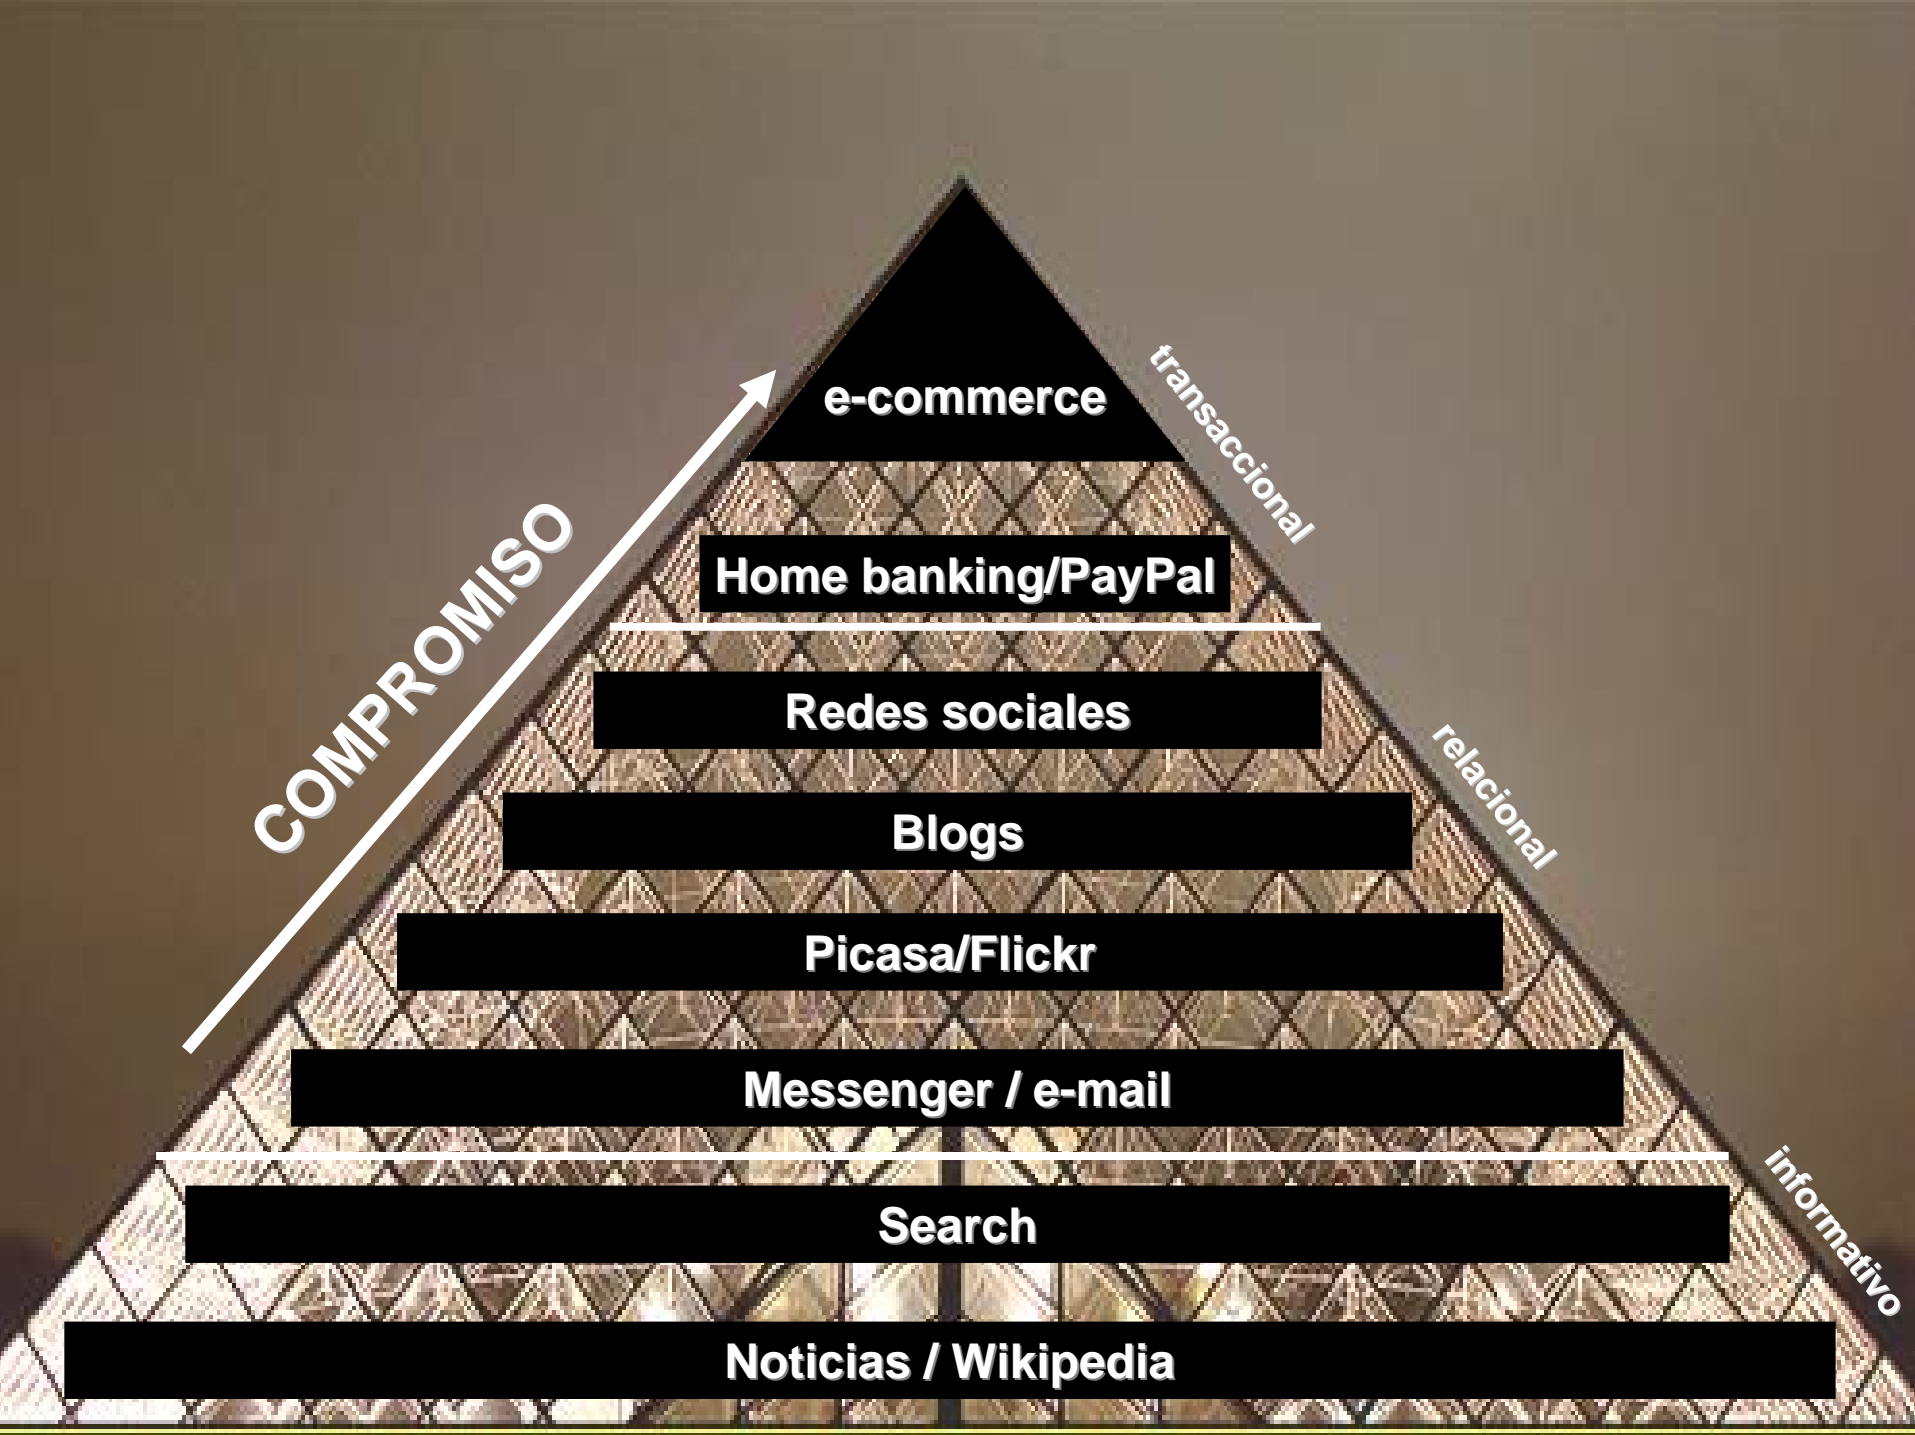 e-commerce
transaccional
Home banking/PayPal
COMPROMISO
Redes sociales
relacional
Blogs
Picasa/Flickr
Messenger / e-mail
Search
informativo
Noticias / Wikipedia